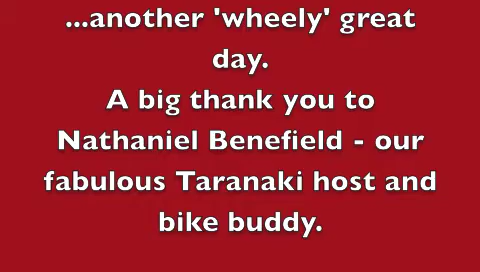 ...another 'wheely' great
day.
A big thank you to
Nathaniel Benefield - our
fabulous Taranaki host and
bike buddy.